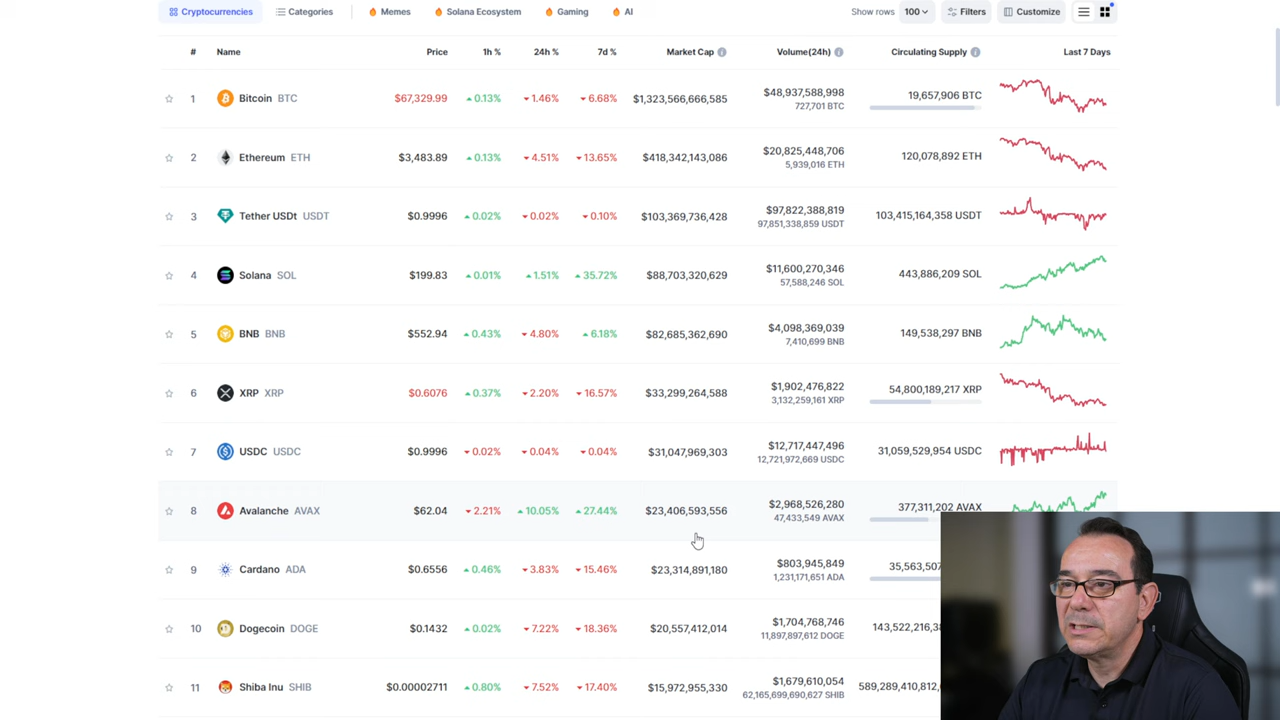 Cryptocurrencies Categories Memes Solana Ecosystem Gaming AI Show rows 100 Filters Customize
# Name Price 1h % 24h % 7d % Market Cap Volume(24h) Circulating Supply Last 7 Days
1 Bitcoin BTC $67,329.99 0.13% 1.46% 6.68% $1,323,566,666,585 $48,937,588,998 19,657,906 BTC
727,701 BTC
2 Ethereum ETH $3,483.89 0.13% 4.51% 13.65% $418,342,143,086 $20,825,448,706 120,078,892 ETH
5,939,016 ETH
3 Tether USDt USDT $0.9996 0.02% 0.02% 0.10% $103,369,736,428 $97,822,388,819 103,415,164,358 USDT
97,851,338,859 USDT
4 Solana SOL $199.83 0.01% 1.51% 35.72% $88,703,320,629 $11,600,270,346 443,886,209 SOL
57,588,246 SOL
5 BNB BNB $552.94 0.43% 4.80% 6.18% $82,685,362,690 $4,098,369,039 149,538,297 BNB
7,410,699 BNB
6 XRP XRP $0.6076 0.37% 2.20% 16.57% $33,299,264,588 $1,902,476,822 54,800,189,217 XRP
3,132,259,161 XRP
7 USDC USDC $0.9996 0.02% 0.04% 0.04% $31,047,969,303 $12,717,447,496 31,059,529,954 USDC
12,721,972,669 USDC
8 Avalanche AVAX $62.04 2.21% 10.05% 27.44% $23,406,593,556 $2,968,526,280 377,311,202 AVAX
47,433,549 AVAX
9 Cardano ADA $0.6556 0.46% 3.83% 15.46% $23,314,891,180 $803,945,849 35,563,507
1,231,171,651 ADA
10 Dogecoin DOGE $0.1432 0.02% 7.22% 18.36% $20,557,412,014 $1,704,768,746 143,522,216,3
11,897,897,612 DOGE
11 Shiba Inu SHIB $0.00002711 0.80% 7.52% 17.40% $15,972,955,330 $1,679,610,054 589,289,410,812,
62,165,699,690,627 SHIB